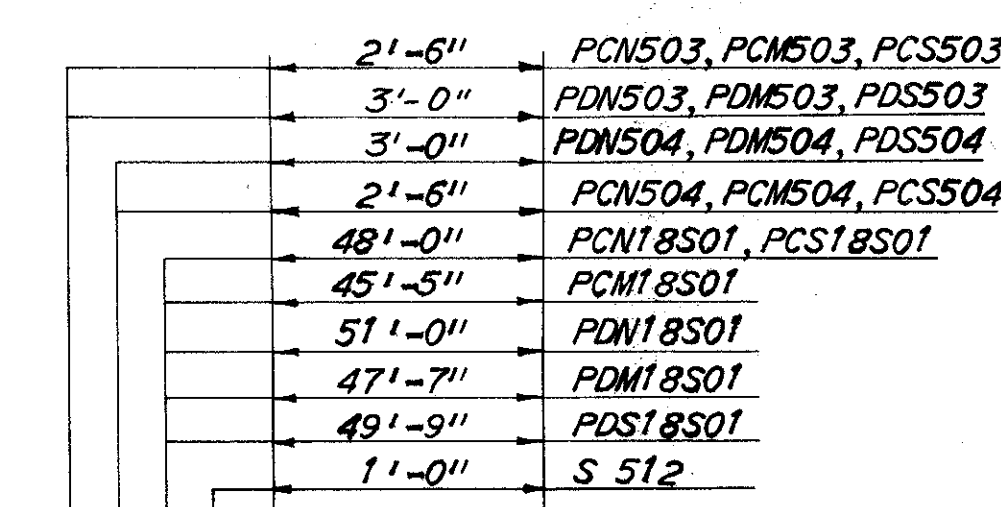 2'-6" PCN503, PCM503, PCS503
3'-0" PDN503, PDM503, PDS503
3'-0" PDN504, PDM504, PDS504
2'-6" PCN504, PCM504, PCS504
48'-0" PCN18S01, PCS18S01
45'-5" PCM18S01
51'-0" PDN18S01
47'-7" PDM18S01
49'-9" PDS18S01
1'-0" S 512